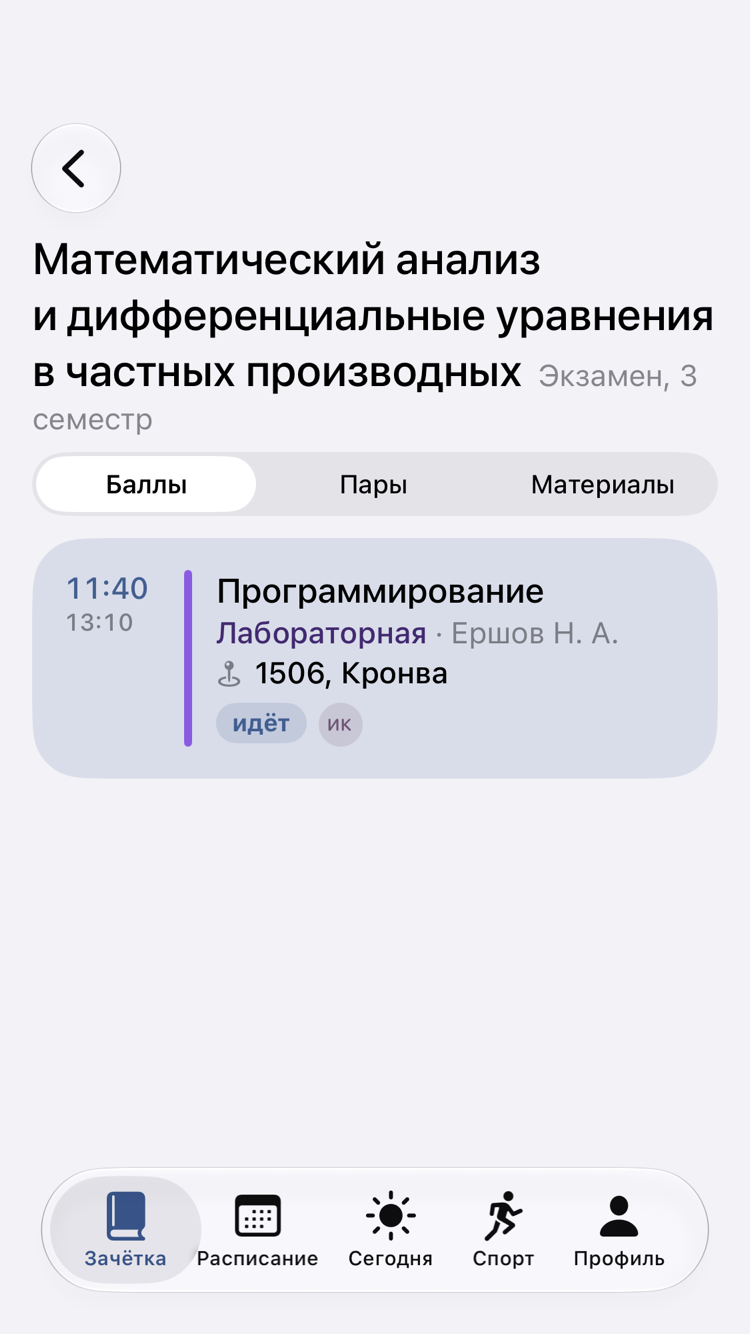 Математический анализ
и дифференциальные уравнения
в частных производных Экзамен, 3
семестр
Баллы Пары Материалы
11:40 Программирование
13:10 Лабораторная · Ершов Н. А.
1506, Кронва
идёт ик
Зачётка Расписание Сегодня Спорт Профиль